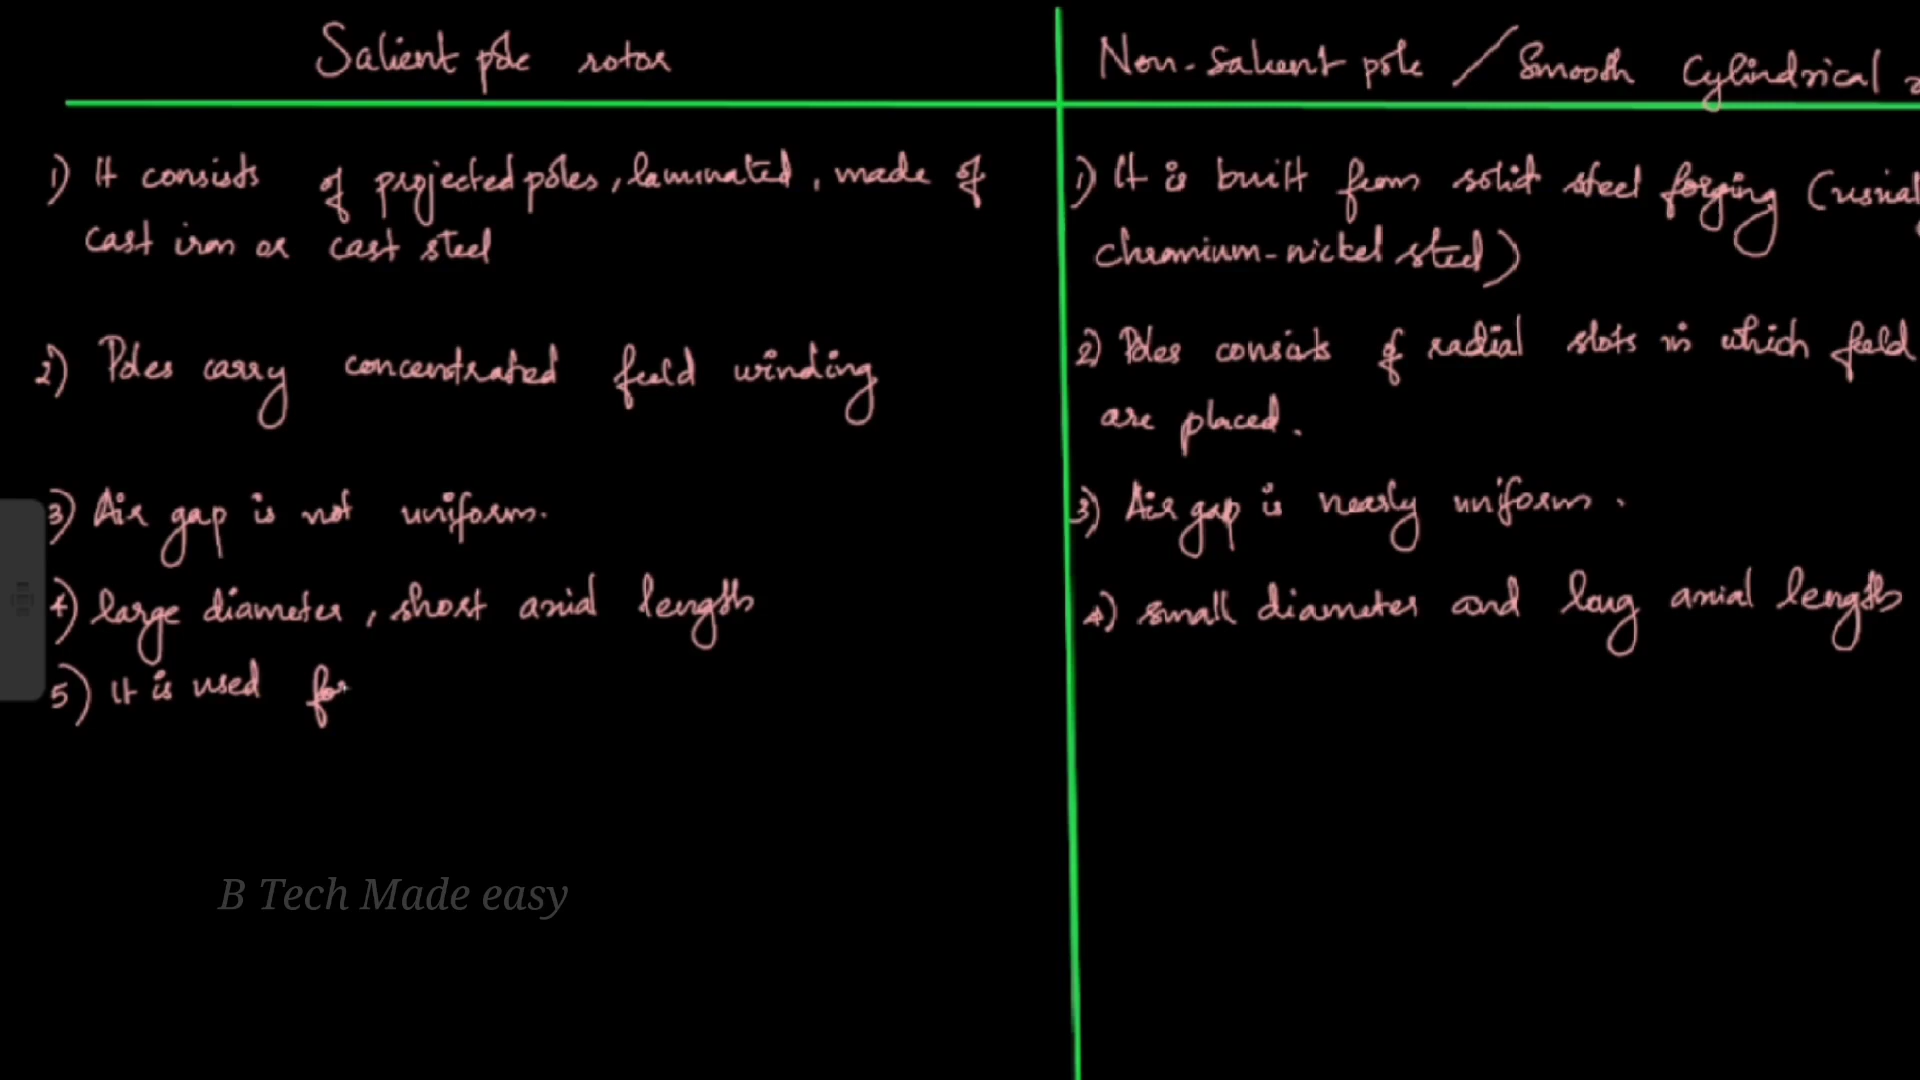 Salient pole rotor
Non-Salient pole / Smooth Cylindrical
1) It consists of projected poles, laminated, made of
cast iron or cast steel
2) Poles carry concentrated field winding
3) Air gap is not uniform.
4) large diameter, short axial length
5) It is used for
1) It is built from solid steel forging (usual
chromium-nickel steel)
2) Poles consists of radial slots in which field
are placed.
3) Air gap is nearly uniform.
4) small diameter and long axial length
B Tech Made easy